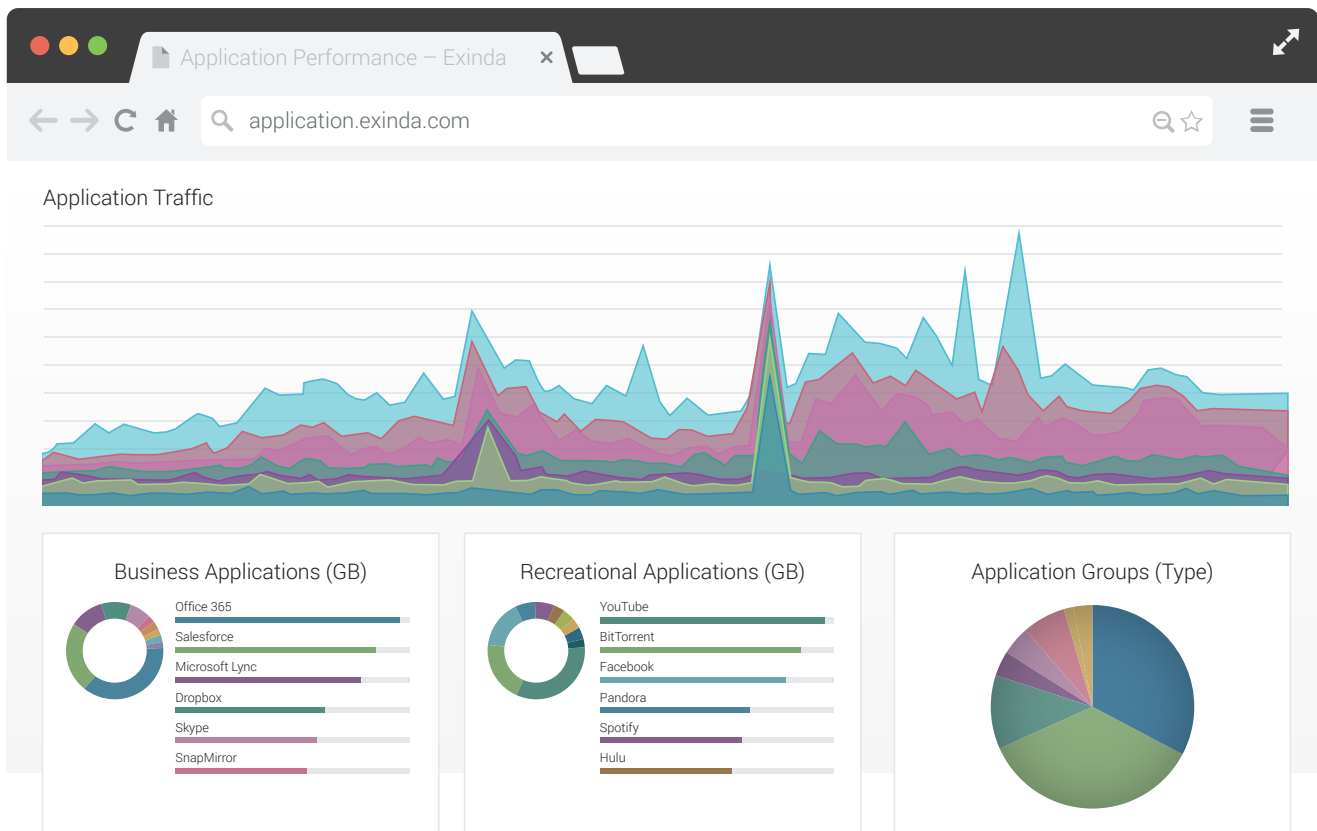 Application Performance – Exinda
application.exinda.com
Application Traffic
Business Applications (GB)
Office 365
Salesforce
Microsoft Lync
Dropbox
Skype
SnapMirror
Recreational Applications (GB)
YouTube
BitTorrent
Facebook
Pandora
Spotify
Hulu
Application Groups (Type)